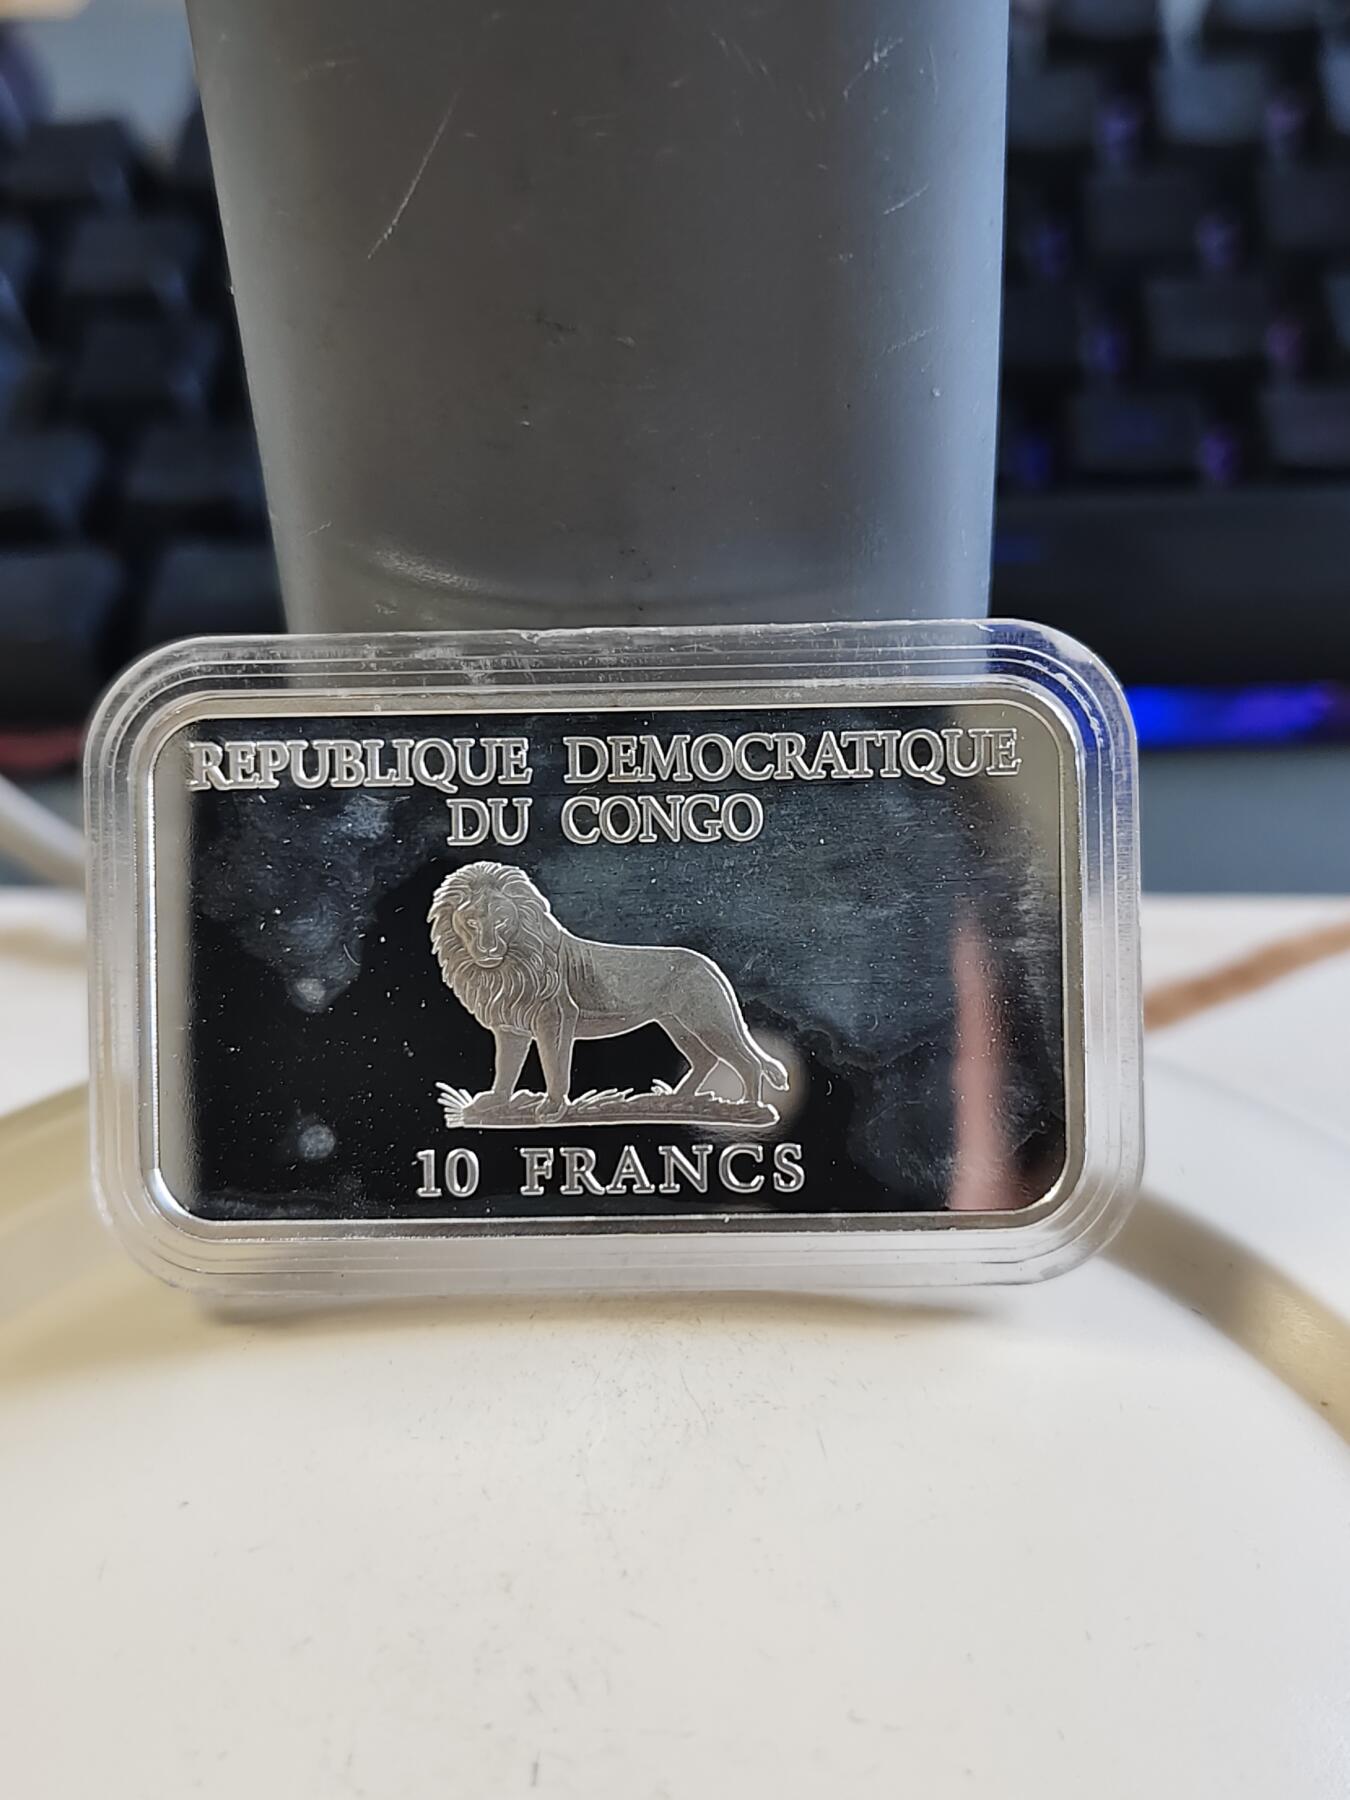 REPUBLIQUE DEMOCRATIQUE
DU CONGO
10 FRANCS